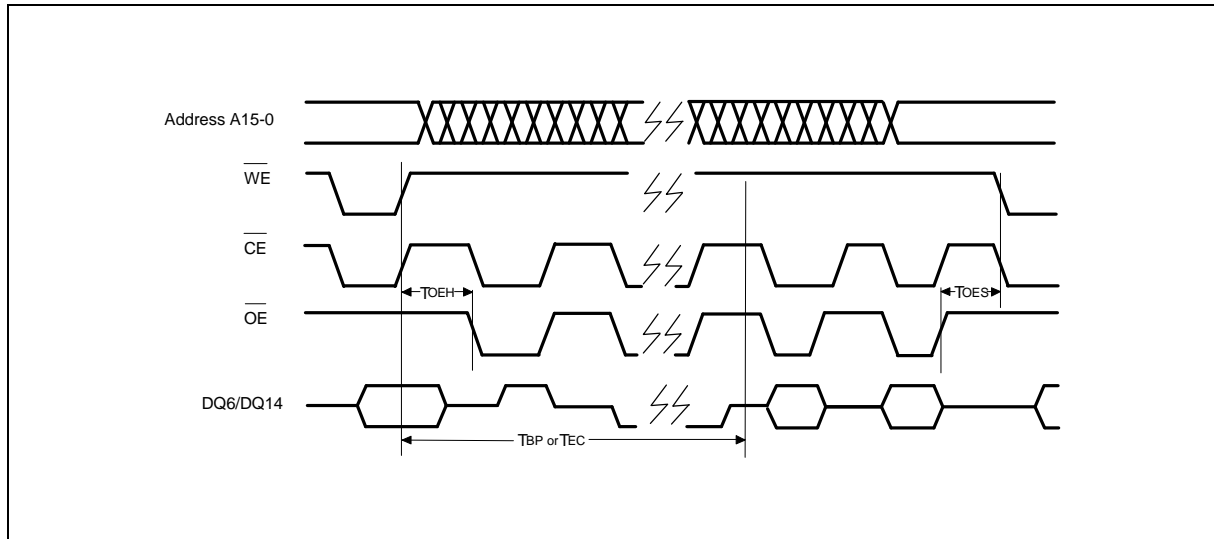 Address A15-0
WE
CE
TOEH
TOES
OE
DQ6/DQ14
TBP or TEC